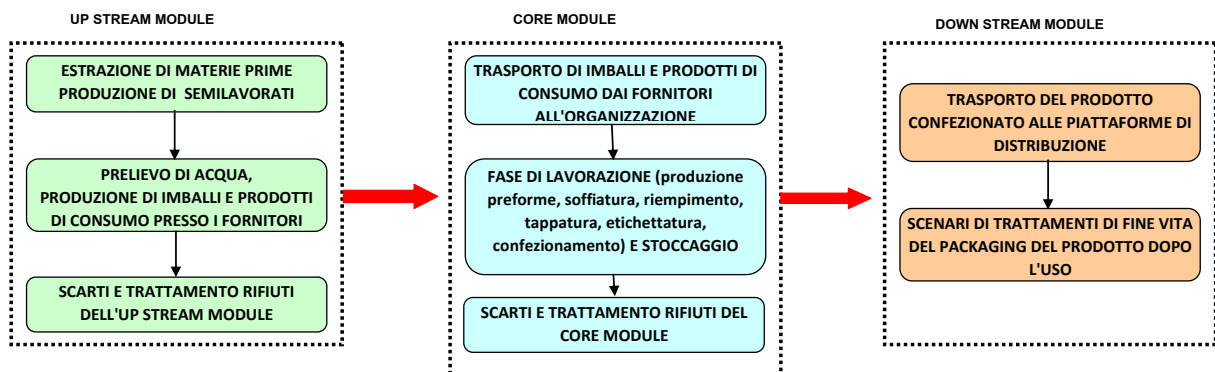 UP STREAM MODULE
ESTRAZIONE DI MATERIE PRIME
PRODUZIONE DI SEMILAVORATI
PRELIEVO DI ACQUA,
PRODUZIONE DI IMBALLI E PRODOTTI
DI CONSUMO PRESSO I FORNITORI
SCARTI E TRATTAMENTO RIFIUTI
DELL'UP STREAM MODULE
CORE MODULE
TRASPORTO DI IMBALLI E PRODOTTI DI
CONSUMO DAI FORNITORI
ALL'ORGANIZZAZIONE
FASE DI LAVORAZIONE (produzione
preforme, soffiatura, riempimento,
tappatura, etichettatura,
confezionamento) E STOCCAGGIO
SCARTI E TRATTAMENTO RIFIUTI DEL
CORE MODULE
DOWN STREAM MODULE
TRASPORTO DEL PRODOTTO
CONFEZIONATO ALLE PIATTAFORME DI
DISTRIBUZIONE
SCENARI DI TRATTAMENTI DI FINE VITA
DEL PACKAGING DEL PRODOTTO DOPO
L'USO